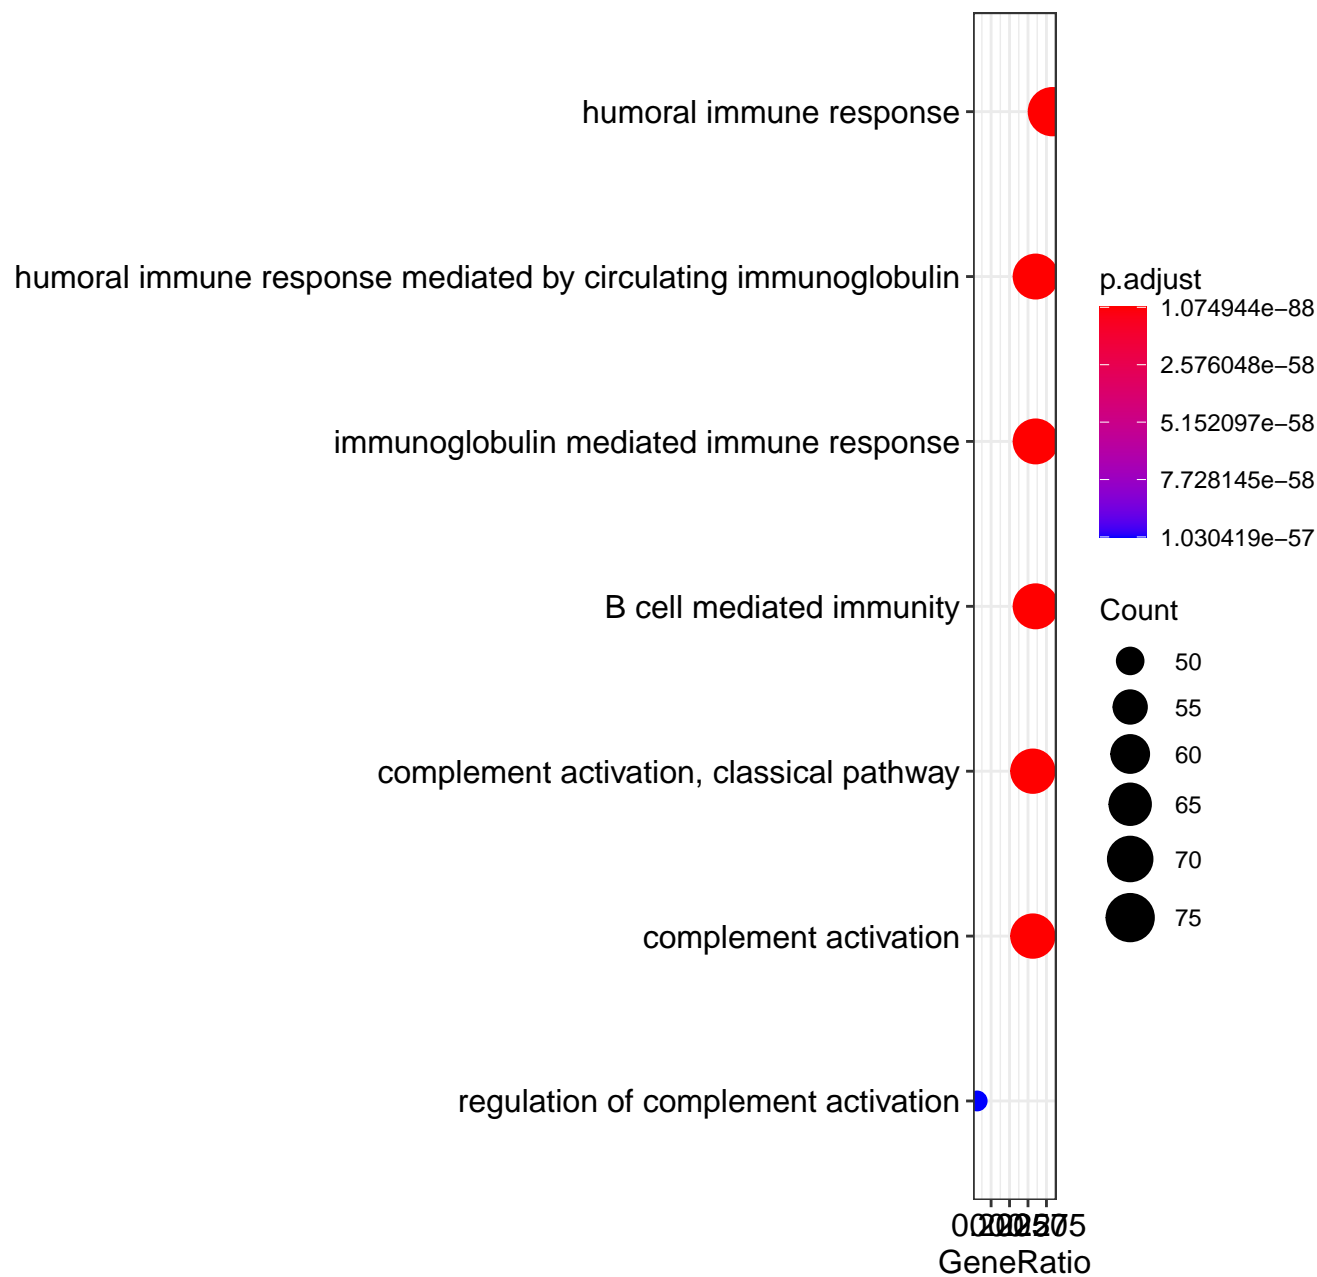 humoral immune response
humoral immune response mediated by circulating immunoglobulin
immunoglobulin mediated immune response
B cell mediated immunity
complement activation, classical pathway
complement activation
regulation of complement activation
GeneRatio
p.adjust
1.074944e−88
2.576048e−58
5.152097e−58
7.728145e−58
1.030419e−57
Count
50
55
60
65
70
75